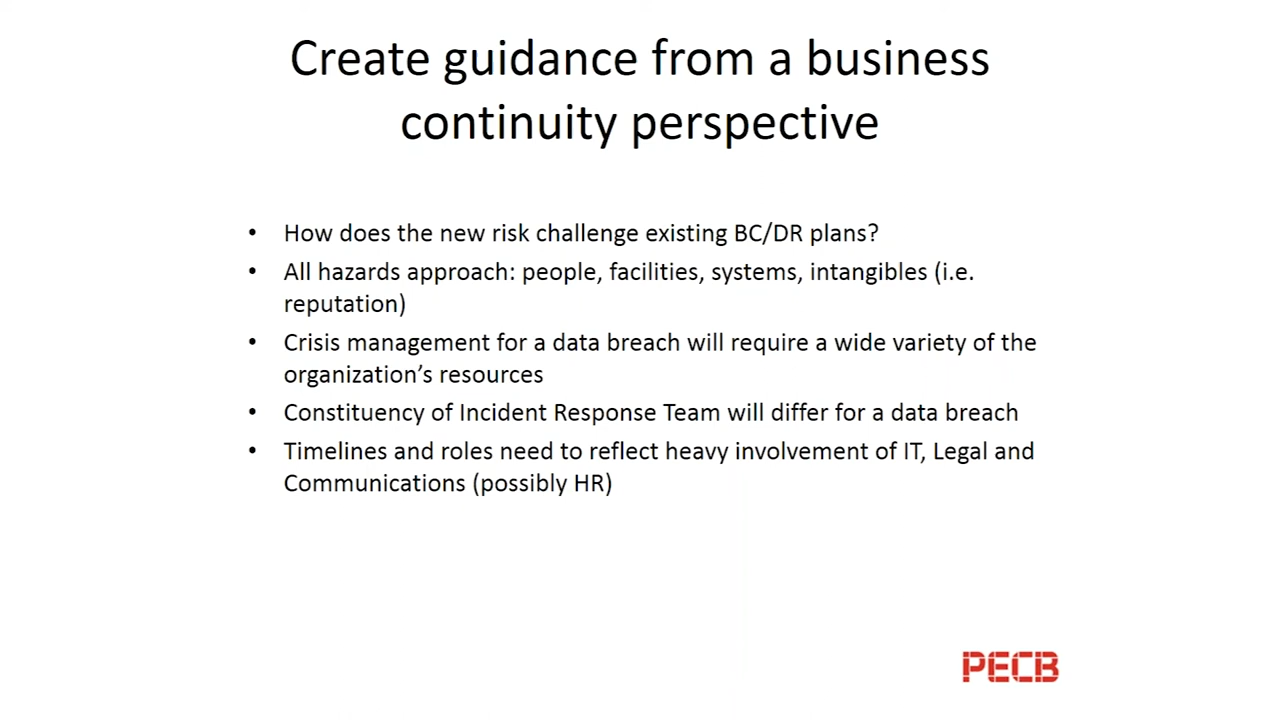 Create guidance from a business
continuity perspective
• How does the new risk challenge existing BC/DR plans?
• All hazards approach: people, facilities, systems, intangibles (i.e.
reputation)
• Crisis management for a data breach will require a wide variety of the
organization’s resources
• Constituency of Incident Response Team will differ for a data breach
• Timelines and roles need to reflect heavy involvement of IT, Legal and
Communications (possibly HR)
PECB